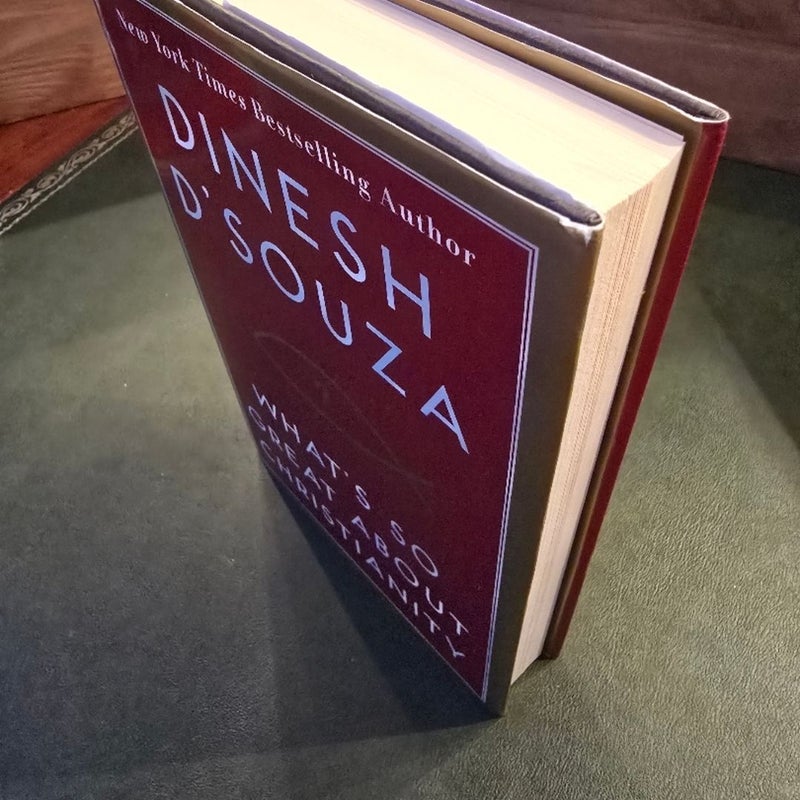 New York Times Bestselling Author
DINESH
D'SOUZA
WHAT'S SO
GREAT ABOUT
CHRISTIANITY